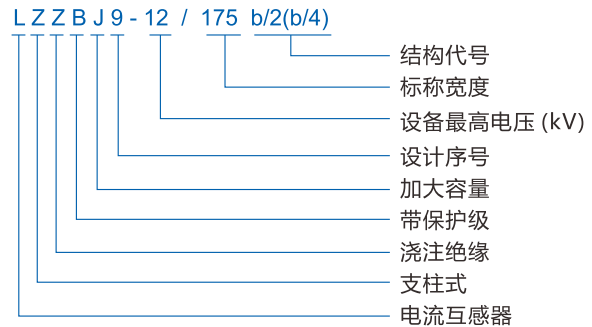 LZZBJ9-12/175 b/2(b/4)
结构代号
标称宽度
设备最高电压(kV)
设计序号
加大容量
带保护级
浇注绝缘
支柱式
电流互感器